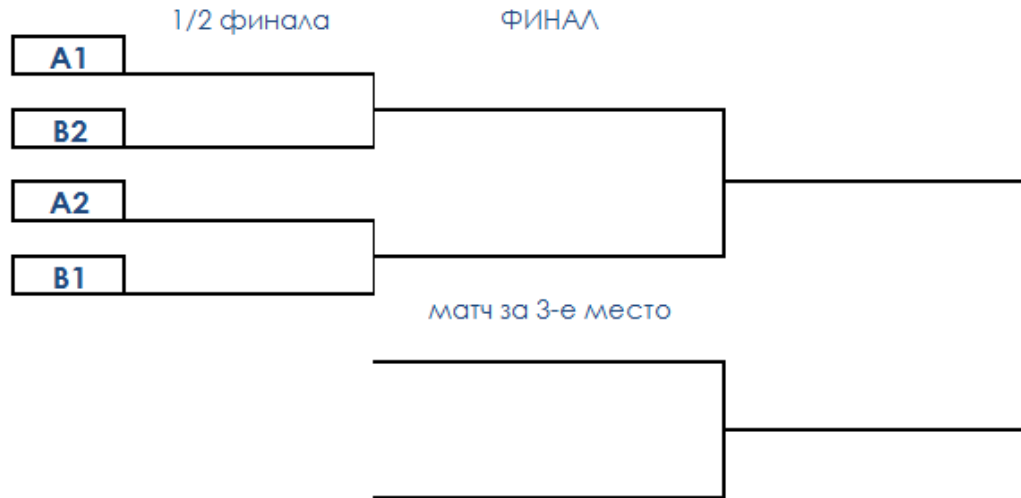 1/2 финала
ФИНАЛ
A1
B2
A2
B1
матч за 3-е место